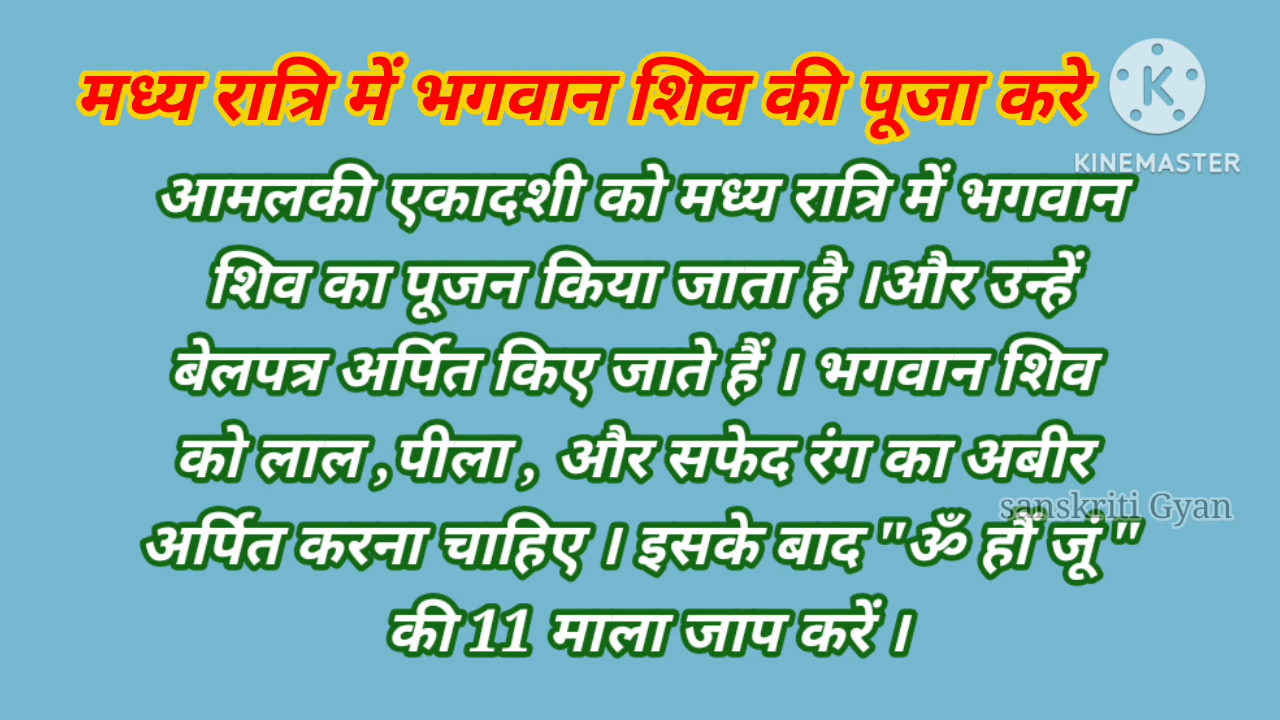 मध्य रात्रि में भगवान शिव की पूजा करे
KINEMASTER
आमलकी एकादशी को मध्य रात्रि में भगवान
शिव का पूजन किया जाता है ।और उन्हें
बेलपत्र अर्पित किए जाते हैं । भगवान शिव
को लाल ,पीला , और सफेद रंग का अबीर
sanskriti Gyan
अर्पित करना चाहिए । इसके बाद "ॐ हौं जूं "
की 11 माला जाप करें ।